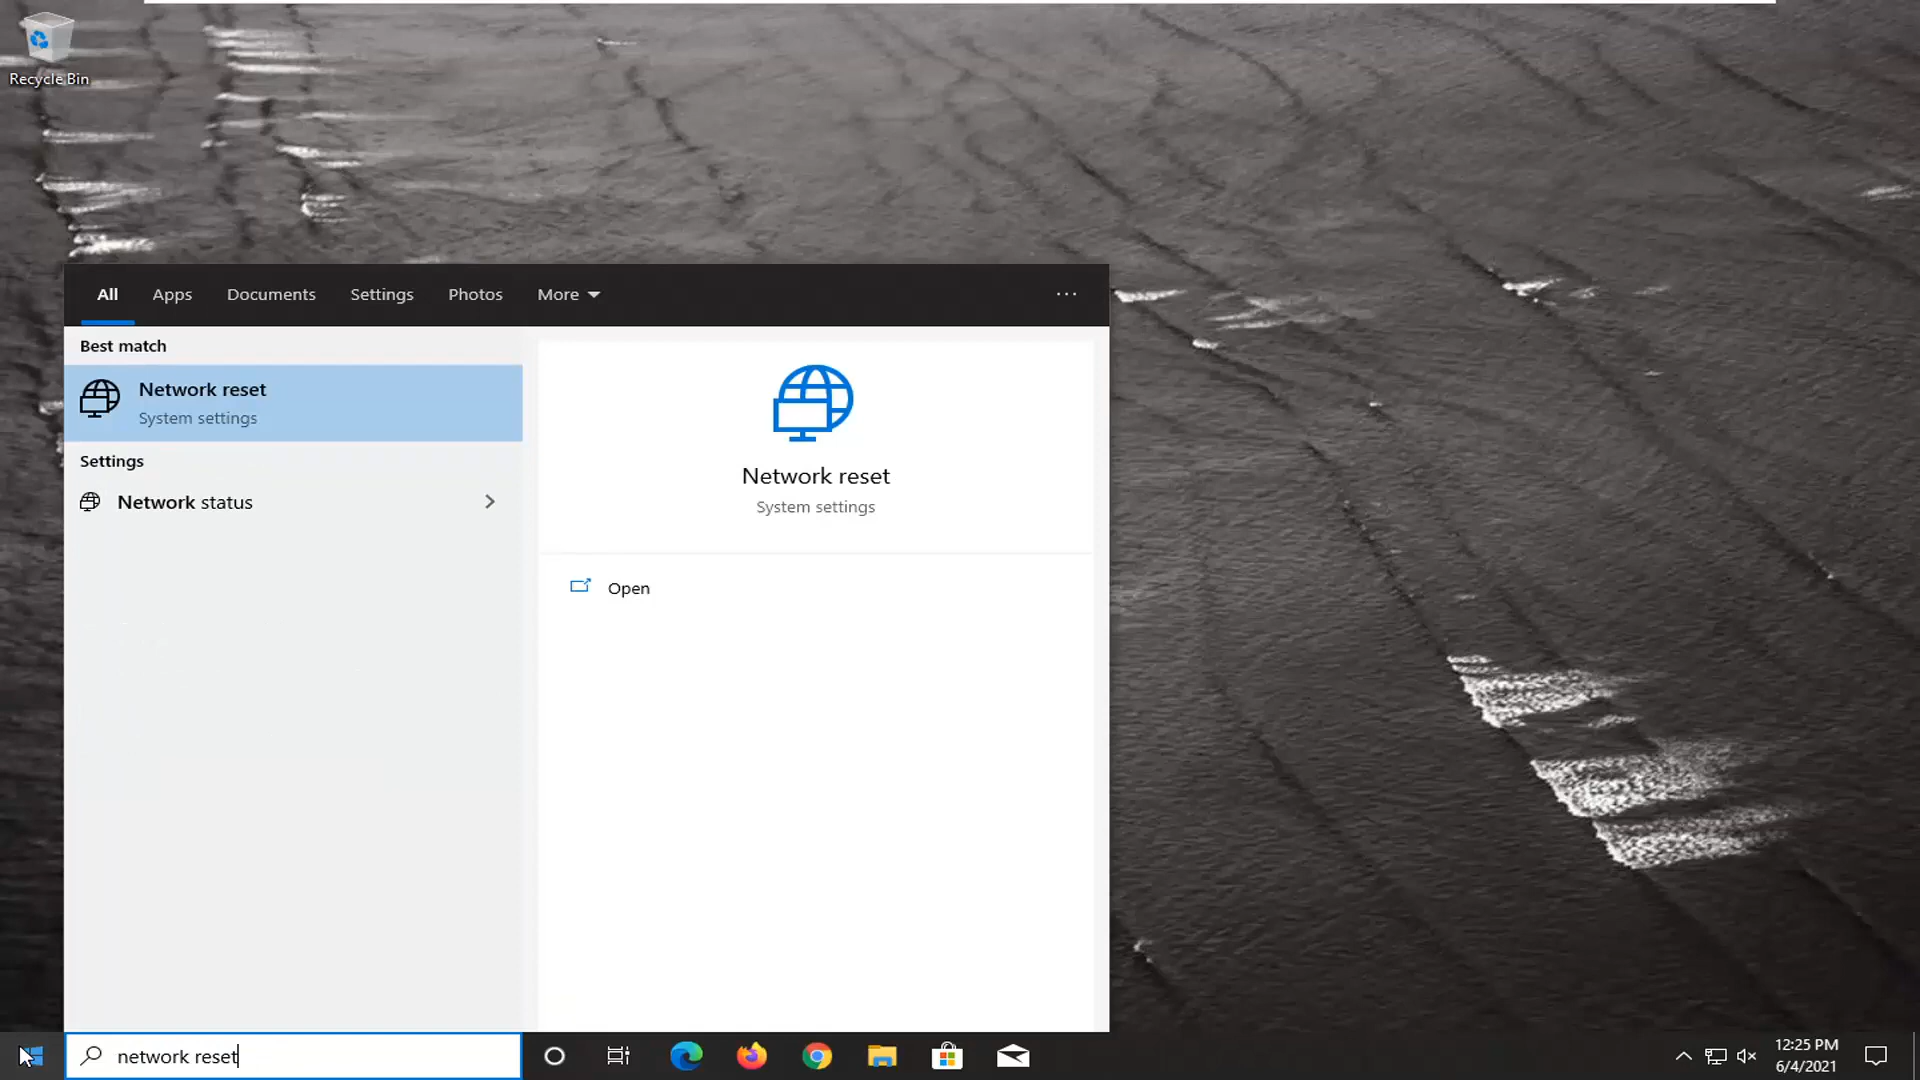 Recycle Bin
All Apps Documents Settings Photos More ...
Best match
Network reset
System settings
Settings
Network status
Network reset
System settings
Open
network reset
12:25 PM
6/4/2021